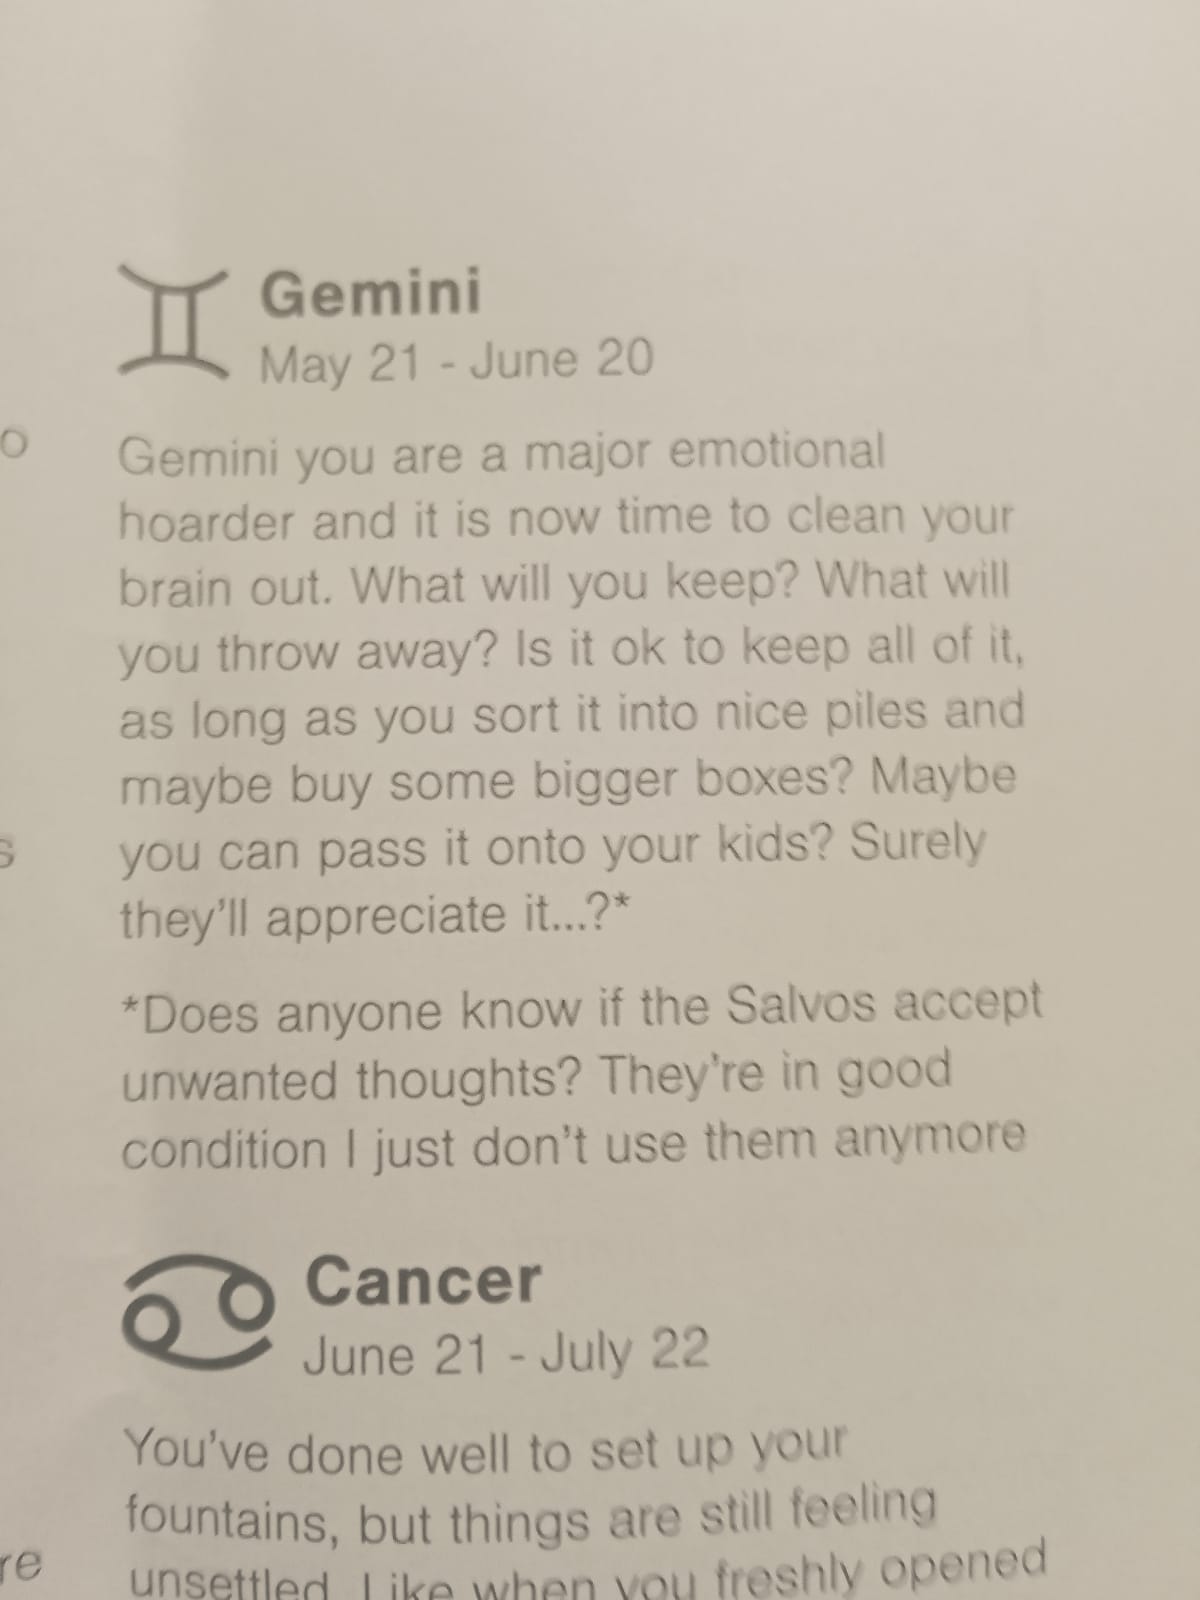 Gemini
May 21 - June 20
Gemini you are a major emotional
hoarder and it is now time to clean your
brain out. What will you keep? What will
you throw away? Is it ok to keep all of it,
as long as you sort it into nice piles and
maybe buy some bigger boxes? Maybe
you can pass it onto your kids? Surely
they'll appreciate it...?*
*Does anyone know if the Salvos accept
unwanted thoughts? They're in good
condition I just don't use them anymore
Cancer
June 21 - July 22
You've done well to set up your
fountains, but things are still feeling
unsettled. Like when you freshly opened